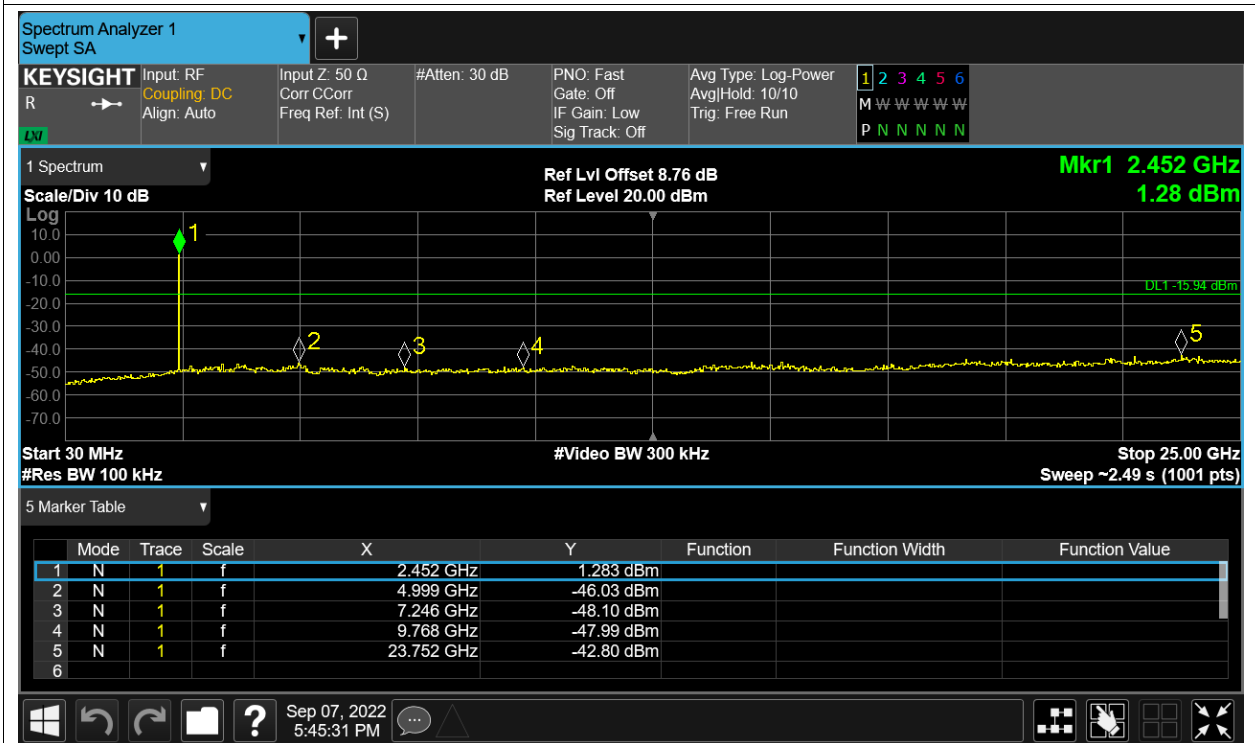 Spectrum Analyzer 1
Swept SA
KEYSIGHT
R
LXI
Input: RF
Coupling: DC
Align: Auto
Input Z: 50 Ω
Corr CCorr
Freq Ref: Int (S)
#Atten: 30 dB
PNO: Fast
Gate: Off
IF Gain: Low
Sig Track: Off
Avg Type: Log-Power
Avg|Hold: 10/10
Trig: Free Run
1 2 3 4 5 6
M W W W W W W
P N N N N N N
1 Spectrum
Scale/Div 10 dB
Ref Lvl Offset 8.76 dB
Ref Level 20.00 dBm
Mkr1 2.452 GHz
1.28 dBm
Log
10.0
0.00
-10.0
-20.0
-30.0
-40.0
-50.0
-60.0
-70.0
1
2
3
4
5
DL1 -15.94 dBm
Start 30 MHz
#Video BW 300 kHz
Stop 25.00 GHz
#Res BW 100 kHz
Sweep ~2.49 s (1001 pts)
5 Marker Table
Mode Trace Scale X Y Function Function Width Function Value
1 N 1 f 2.452 GHz 1.283 dBm
2 N 1 f 4.999 GHz -46.03 dBm
3 N 1 f 7.246 GHz -48.10 dBm
4 N 1 f 9.768 GHz -47.99 dBm
5 N 1 f 23.752 GHz -42.80 dBm
6
?
Sep 07, 2022
5:45:31 PM